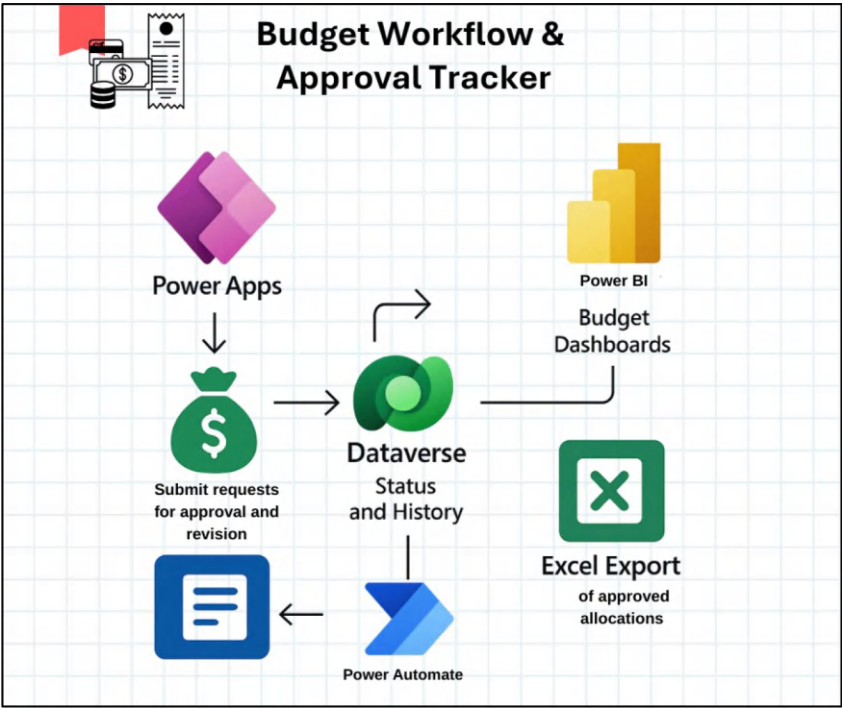 Budget Workflow &
Approval Tracker
$
Power Apps
Power BI
Budget
Dashboards
$
Submit requests
for approval and
revision
Dataverse
Status
and History
X
Excel Export
of approved
allocations
Power Automate